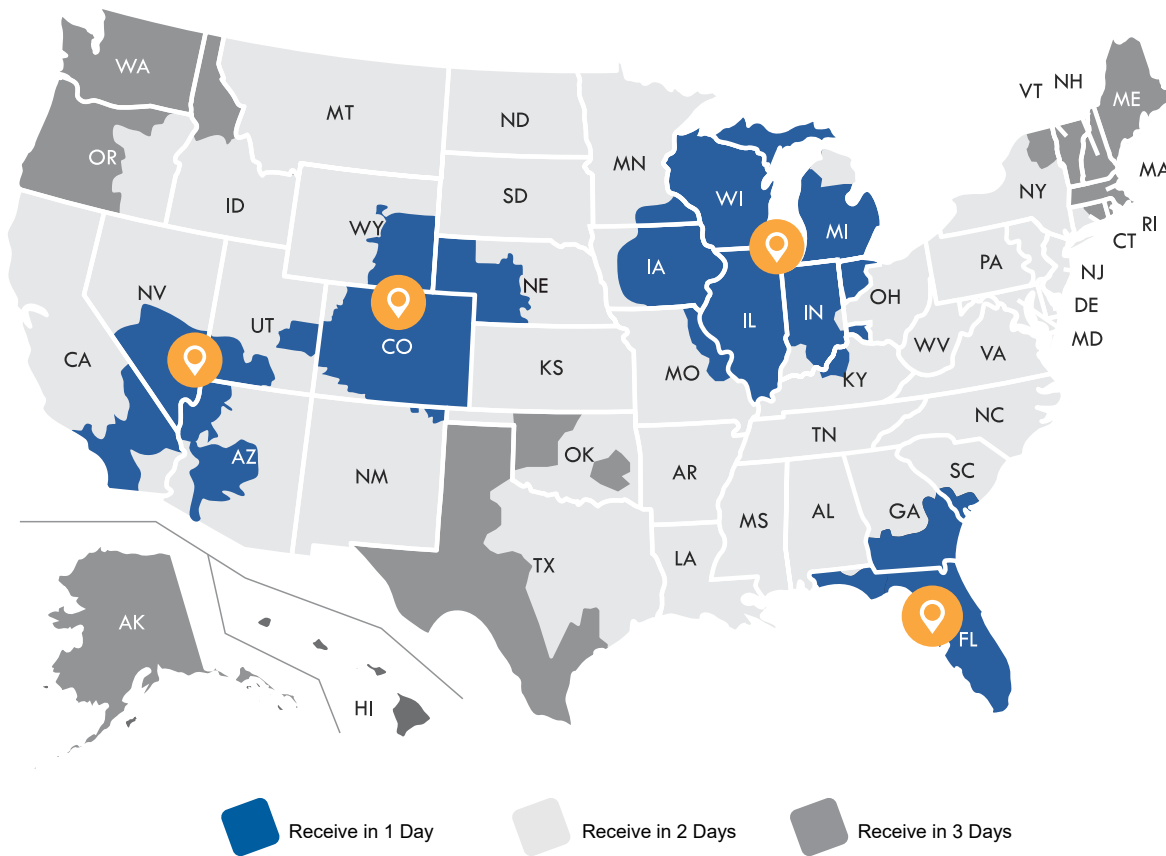 VT NH
WA
ME
MT
ND
OR
MN
MA
ID
SD
WI
NY
WY
MI
RI
CT
IA
PA
NJ
NV
NE
OH
DE
UT
IL
IN
MD
CA
CO
WV
VA
KS
MO
KY
NC
TN
AZ
OK
SC
NM
AR
GA
MS
AL
TX
LA
AK
FL
HI
Receive in 1 Day
Receive in 2 Days
Receive in 3 Days